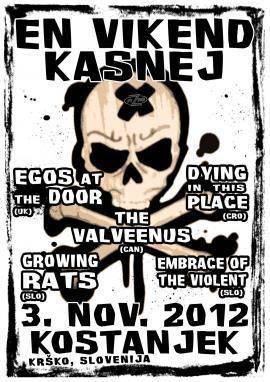 EN VIKEND
KASNEJ
EGOS AT
THE DOOR
(UK)
DYING
IN THIS
PLACE
(CRO)
THE
VALVEENUS
(CAN)
GROWING
RATS
(SLO)
EMBRACE OF
THE VIOLENT
(SLO)
3. NOV. 2012
KOSTANJEK
KRŠKO, SLOVENIJA